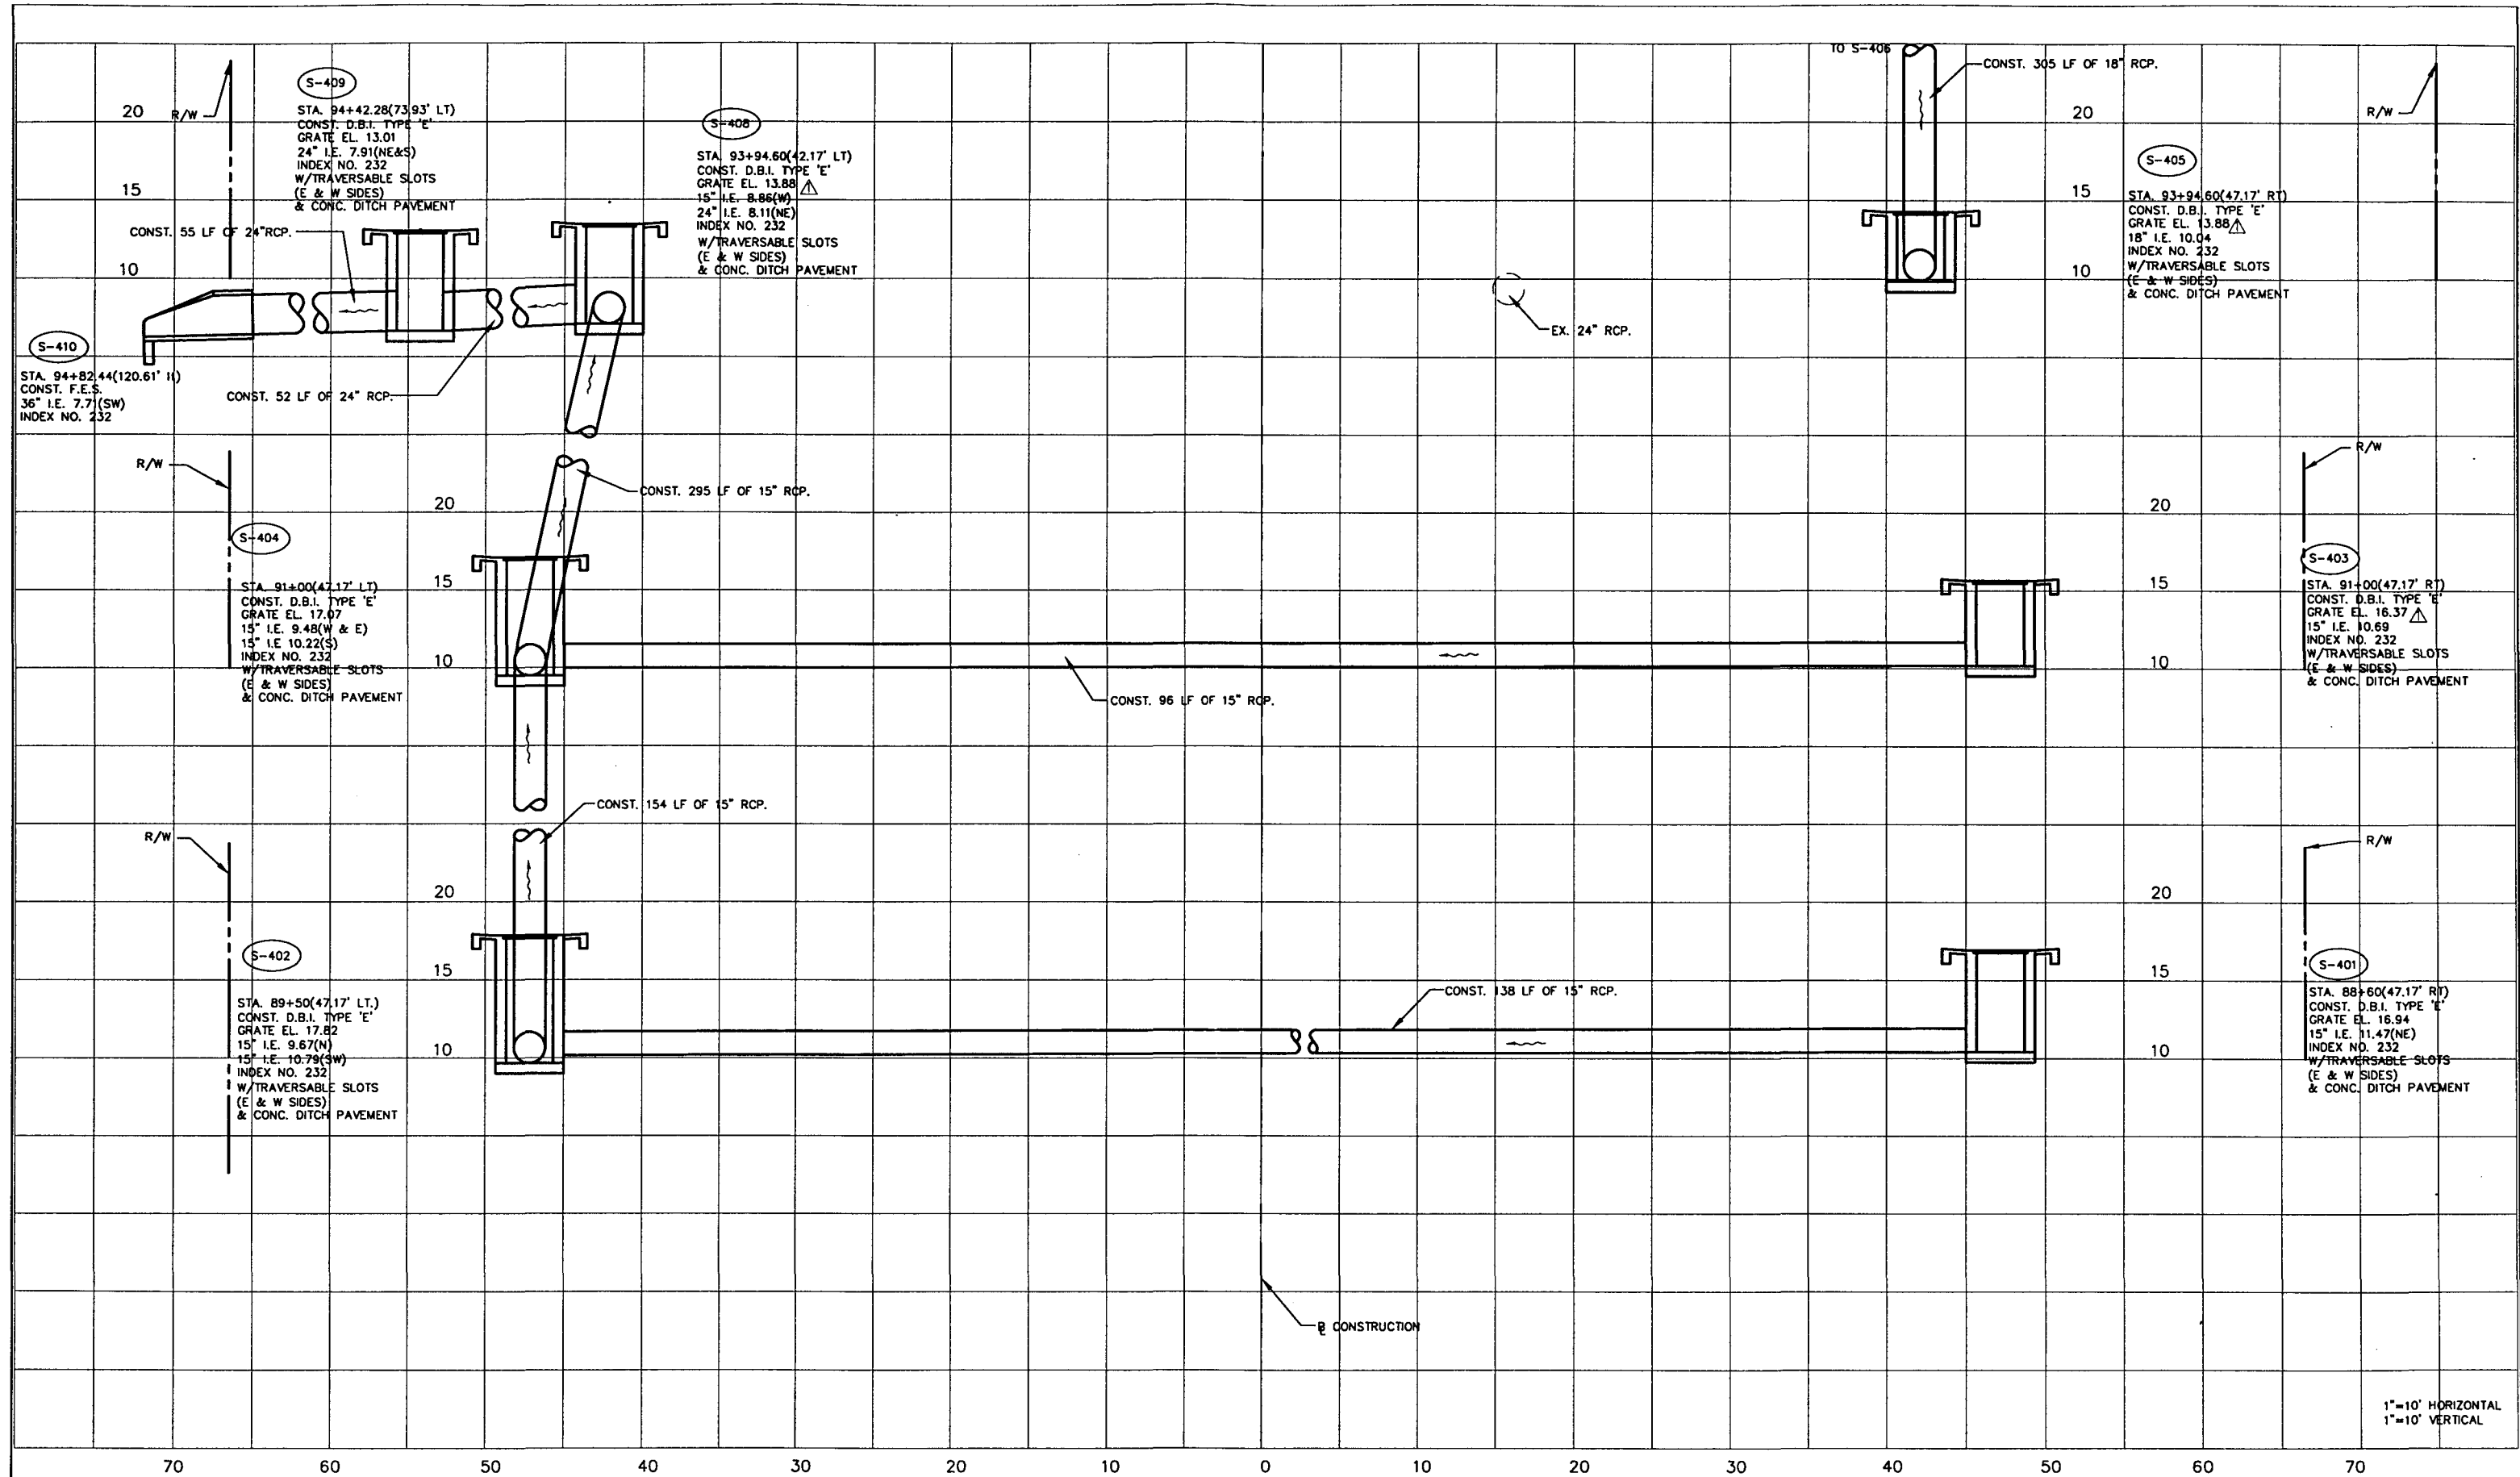 TO S-406
CONST. 305 LF OF 18" RCP.
S-409
STA. 94+42.28(73.93' LT)
CONST. D.B.I. TYPE 'E'
GRATE EL. 13.01
24" I.E. 7.91(NE&S)
INDEX NO. 232
W/TRAVERSABLE SLOTS
(E & W SIDES)
& CONC. DITCH PAVEMENT
R/W
20
15
10
CONST. 55 LF OF 24"RCP.
S-408
STA. 93+94.60(42.17' LT)
CONST. D.B.I. TYPE 'E'
GRATE EL. 13.88 1
15" I.E. 8.86(W)
24" I.E. 8.11(NE)
INDEX NO. 232
W/TRAVERSABLE SLOTS
(E & W SIDES)
& CONC. DITCH PAVEMENT
20
15
10
R/W
S-405
STA. 93+94.60(47.17' RT)
CONST. D.B.I. TYPE 'E'
GRATE EL. 13.88 1
18" I.E. 10.04
INDEX NO. 232
W/TRAVERSABLE SLOTS
(E & W SIDES)
& CONC. DITCH PAVEMENT
EX. 24" RCP.
S-410
STA. 94+82.44(120.61'
CONST. F.E.S.
36" I.E. 7.71(SW)
INDEX NO. 232
CONST. 52 LF OF 24" RCP.
R/W
CONST. 295 LF OF 15" RCP.
20
15
10
S-404
STA. 91+00(47.17' LT)
CONST. D.B.I. TYPE 'E'
GRATE EL. 17.07
15" I.E. 9.48(W & E)
15" I.E 10.22(S)
INDEX NO. 232
W/TRAVERSABLE SLOTS
(E & W SIDES)
& CONC. DITCH PAVEMENT
CONST. 96 LF OF 15" RCP.
20
15
10
R/W
S-403
STA. 91+00(47.17' RT)
CONST. D.B.I. TYPE 'E'
GRATE EL. 16.37 1
15" I.E. 10.69
INDEX NO. 232
W/TRAVERSABLE SLOTS
(E & W SIDES)
& CONC. DITCH PAVEMENT
CONST. 154 LF OF 15" RCP.
R/W
20
15
10
S-402
STA. 89+50(47.17' LT.)
CONST. D.B.I. TYPE 'E'
GRATE EL. 17.82
15" I.E. 9.67(N)
15" I.E. 10.79(SW)
INDEX NO. 232
W/TRAVERSABLE SLOTS
(E & W SIDES)
& CONC. DITCH PAVEMENT
CONST. 138 LF OF 15" RCP.
20
15
10
R/W
S-401
STA. 88+60(47.17' RT)
CONST. D.B.I. TYPE 'E'
GRATE EL. 16.94
15" I.E. 11.47(NE)
INDEX NO. 232
W/TRAVERSABLE SLOTS
(E & W SIDES)
& CONC. DITCH PAVEMENT
CONSTRUCTION
1"=10' HORIZONTAL
1"=10' VERTICAL
70 60 50 40 30 20 10 0 10 20 30 40 50 60 70